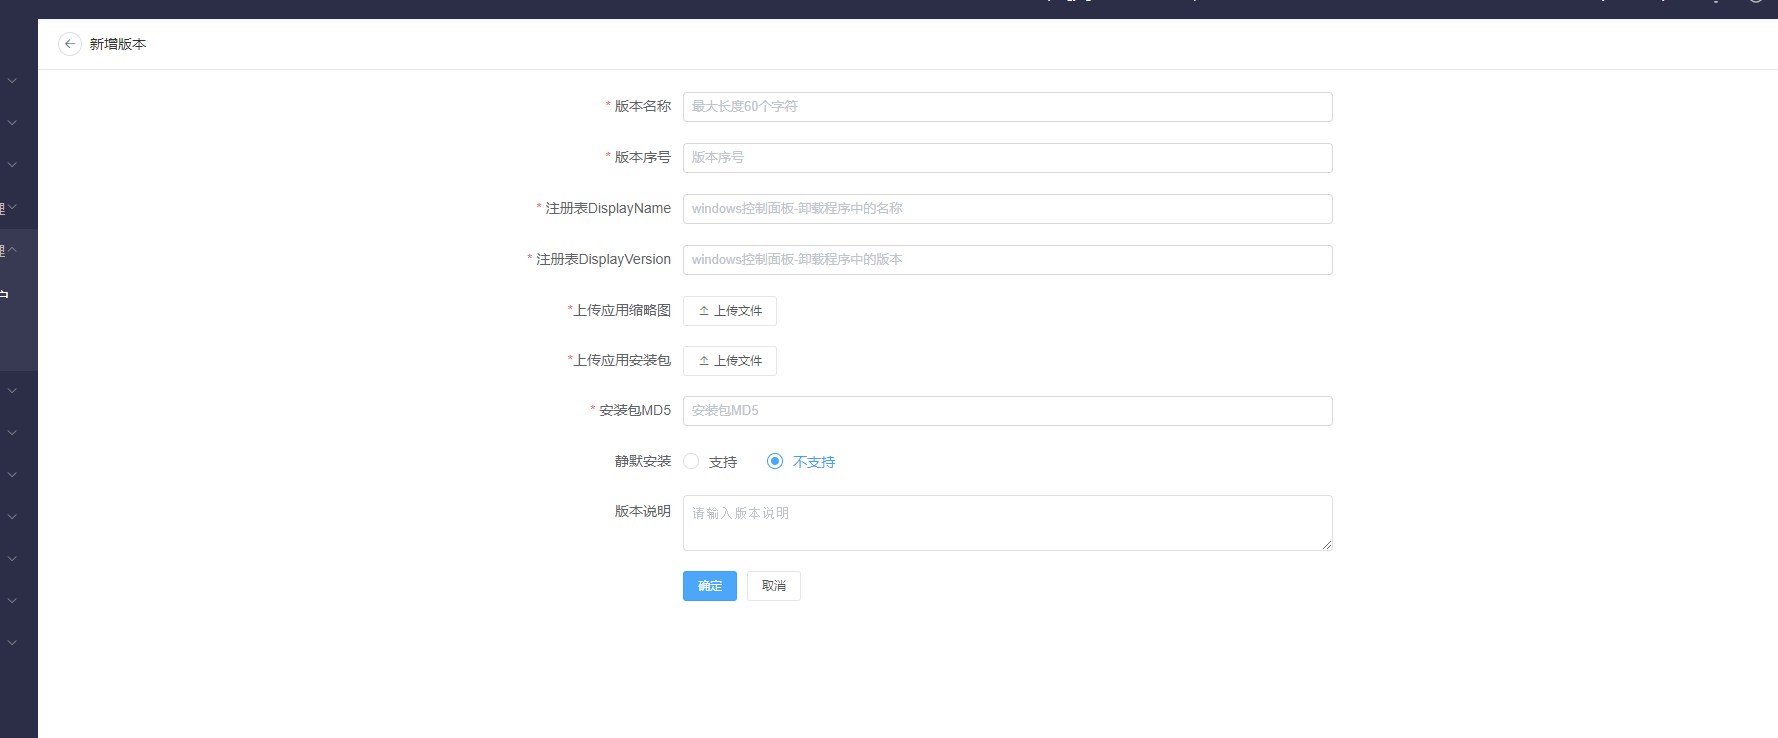 新增版本
* 版本名称 最大长度60个字符
* 版本序号 版本序号
* 注册表DisplayName windows控制面板-卸载程序中的名称
* 注册表DisplayVersion windows控制面板-卸载程序中的版本
*上传应用缩略图 上传文件
*上传应用安装包 上传文件
* 安装包MD5 安装包MD5
静默安装 支持 不支持
版本说明 请输入版本说明
确定 取消